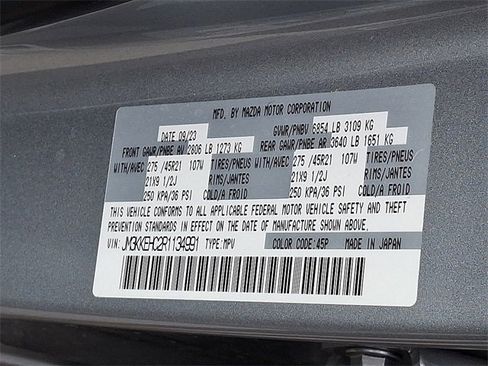 MFD. BY MAZDA MOTOR CORPORATION
DATE 09/23 GVWR/PNBV 6854 LB 3109 KG
FRONT GAWR/PNBE AV 2806 LB 1273 KG REAR GAWR/PNBE AR 3640 LB 1651 KG
WITH/AVEC 275 /45R21 107W TIRES/PNEUS WITH/AVEC 275 /45R21 107W TIRES/PNEUS
21X9 1/2J RIMS/JANTES 21X9 1/2J RIMS/JANTES
250 KPA/36 PSI COLD/A FROID 250 KPA/36 PSI COLD/A FROID
THIS VEHICLE CONFORMS TO ALL APPLICABLE FEDERAL MOTOR VEHICLE SAFETY AND THEFT
PREVENTION STANDARDS IN EFFECT ON THE DATE OF MANUFACTURE SHOWN ABOVE.
VIN: JM3KKEHC2R1134991 TYPE:MPV COLOR CODE:45P MADE IN JAPAN